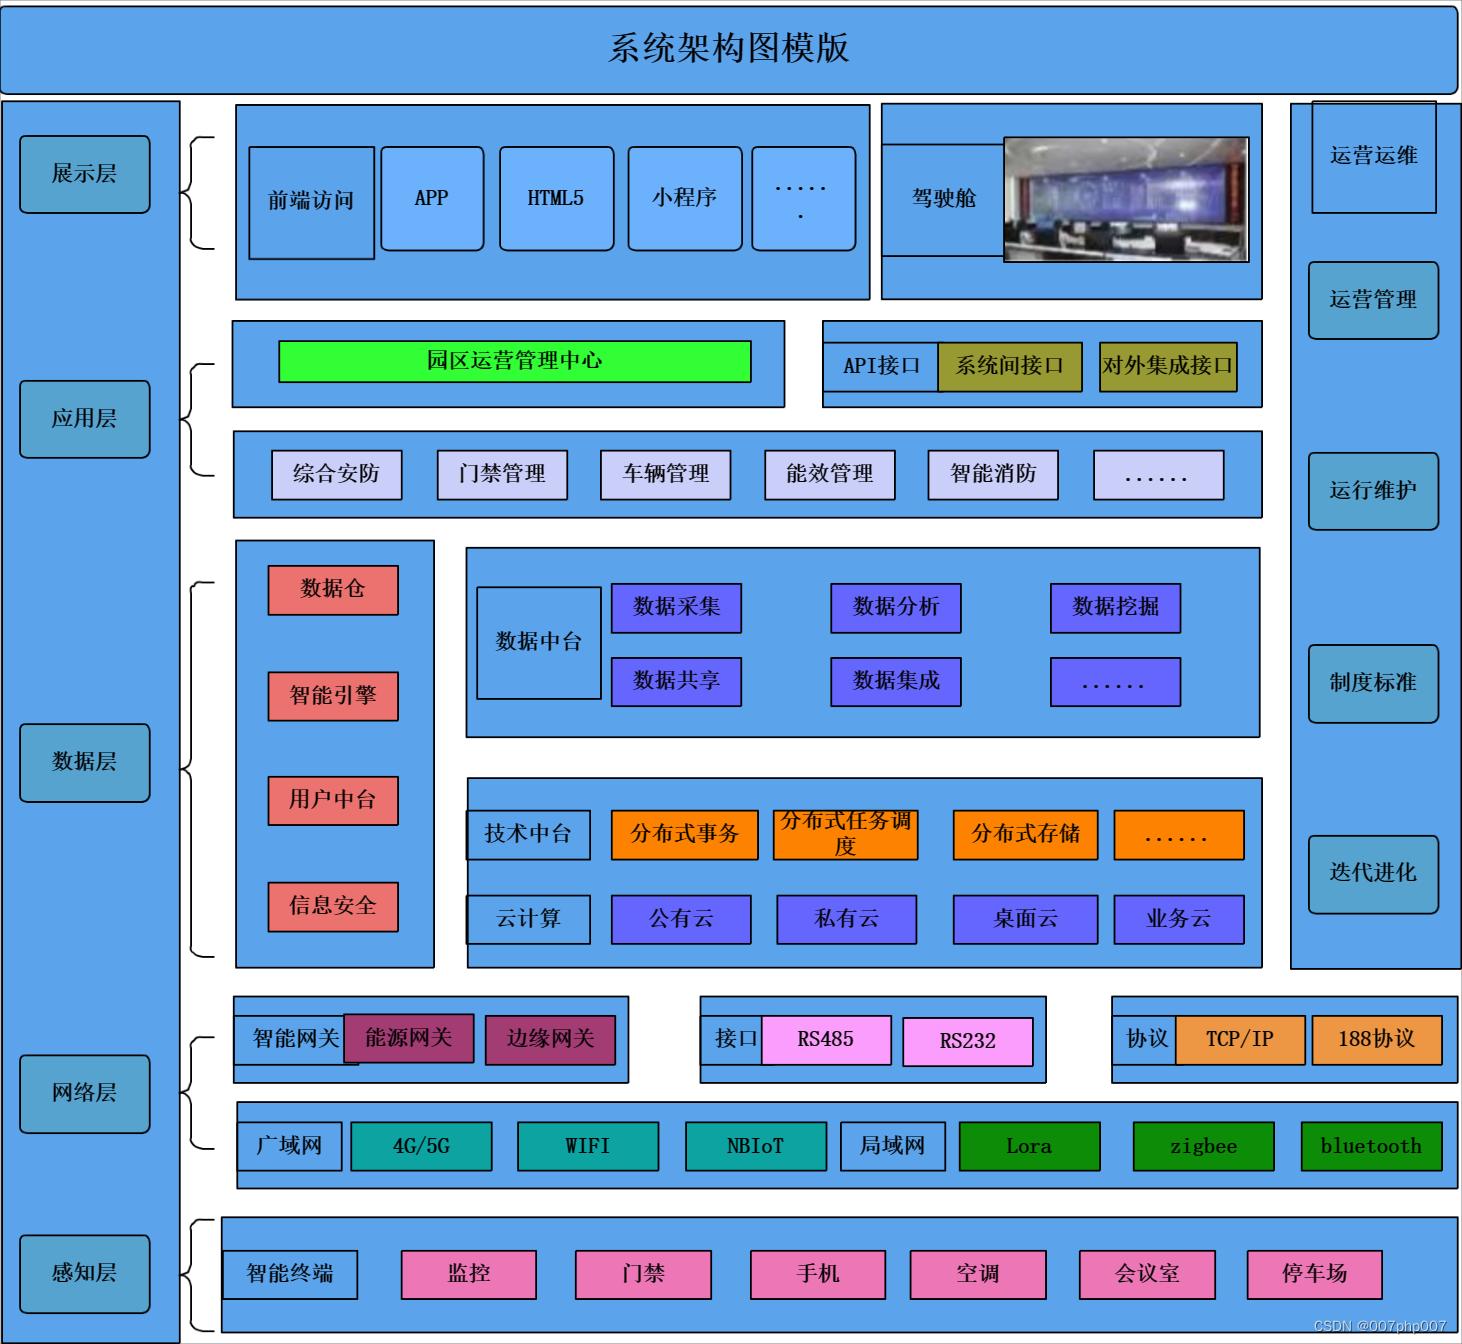 系统架构图模版
展示层
前端访问
APP
HTML5
小程序
.....
.
驾驶舱
运营运维
运营管理
应用层
园区运营管理中心
API接口
系统间接口
对外集成接口
综合安防
门禁管理
车辆管理
能效管理
智能消防
......
运行维护
数据层
数据仓
智能引擎
用户中台
信息安全
数据中台
数据采集
数据分析
数据挖掘
数据共享
数据集成
......
制度标准
技术中台
分布式事务
分布式任务调
度
分布式存储
......
云计算
公有云
私有云
桌面云
业务云
迭代进化
网络层
智能网关
能源网关
边缘网关
接口
RS485
RS232
协议
TCP/IP
188协议
广域网
4G/5G
WIFI
NBIoT
局域网
Lora
zigbee
bluetooth
感知层
智能终端
监控
门禁
手机
空调
会议室
停车场
CSDN @007php007